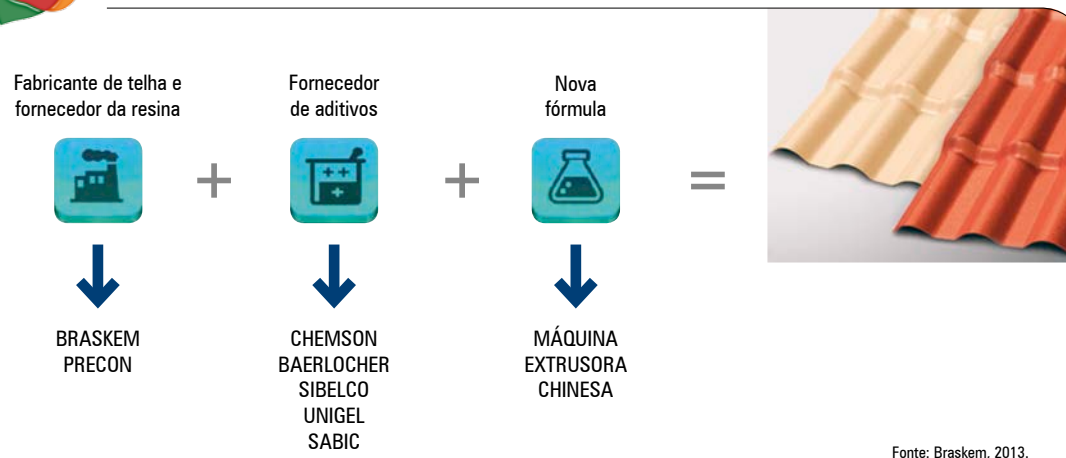 Fabricante de telha e
fornecedor da resina
+
Fornecedor
de aditivos
+
Nova
fórmula
=
BRASKEM
PRECON
CHEMSON
BAERLOCHER
SIBELCO
UNIGEL
SABIC
MÁQUINA
EXTRUSORA
CHINESA
Fonte: Braskem, 2013.